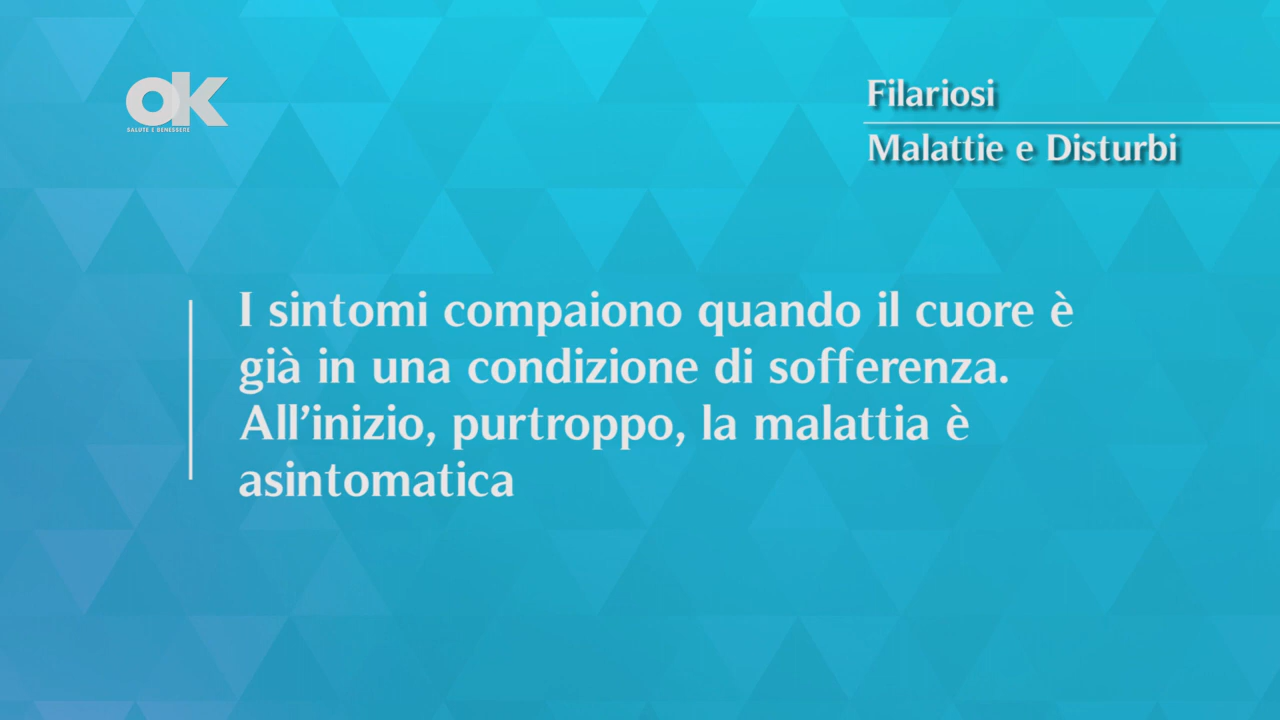 ok
SALUTE E BENESSERE
Filariosi
Malattie e Disturbi
I sintomi compaiono quando il cuore è
già in una condizione di sofferenza.
All’inizio, purtroppo, la malattia è
asintomatica